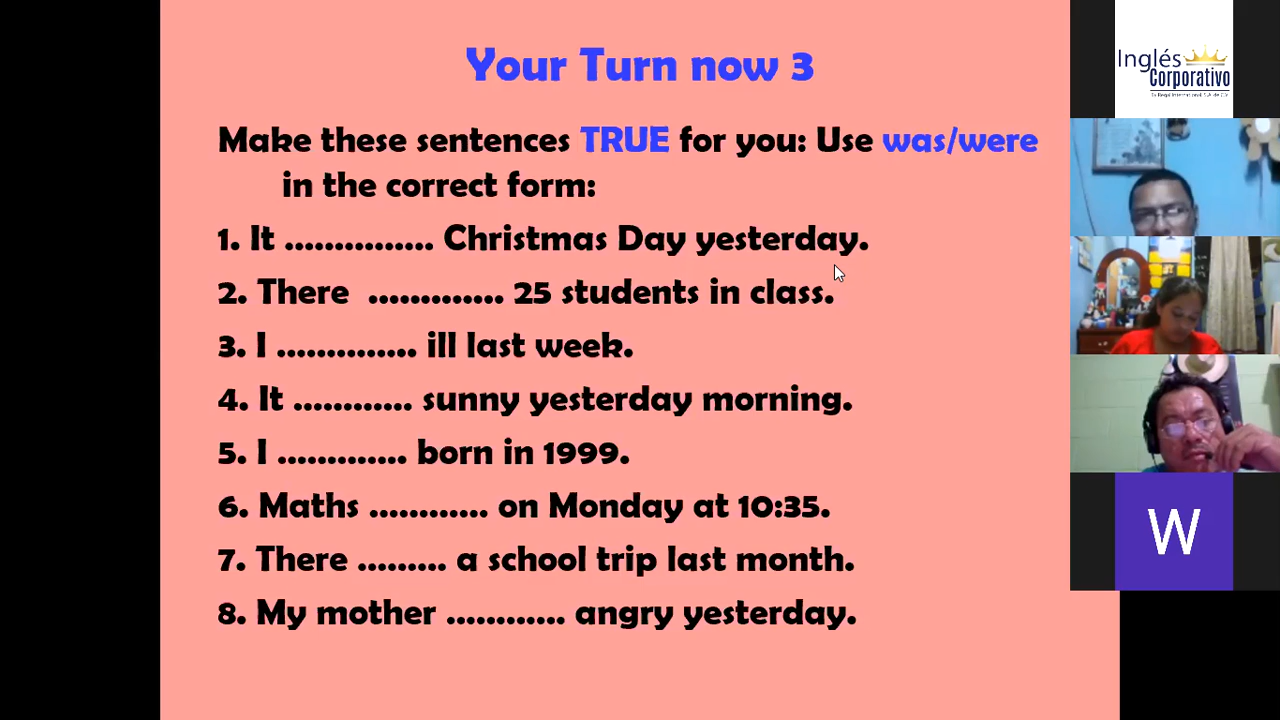 Your Turn now 3
Make these sentences TRUE for you: Use was/were
in the correct form:
1. It ............... Christmas Day yesterday.
2. There ............. 25 students in class.
3. I .............. ill last week.
4. It ............ sunny yesterday morning.
5. I ............. born in 1999.
6. Maths ............ on Monday at 10:35.
7. There ......... a school trip last month.
8. My mother ............ angry yesterday.
Inglés
Corporativo
W